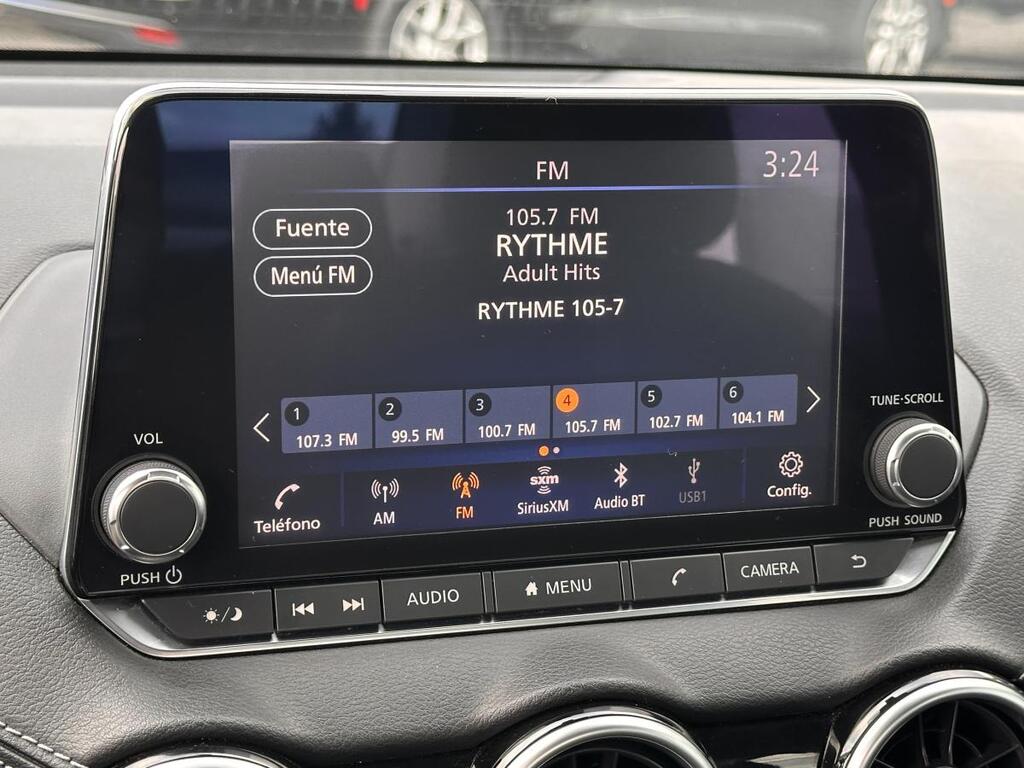 FM
3:24
Fuente
Menú FM
105.7 FM
RYTHME
Adult Hits
RYTHME 105-7
1
107.3 FM
2
99.5 FM
3
100.7 FM
4
105.7 FM
5
102.7 FM
6
104.1 FM
Teléfono
AM
FM
sxm
SiriusXM
Audio BT
USB1
Config.
VOL
PUSH
TUNE·SCROLL
PUSH SOUND
AUDIO
MENU
CAMERA